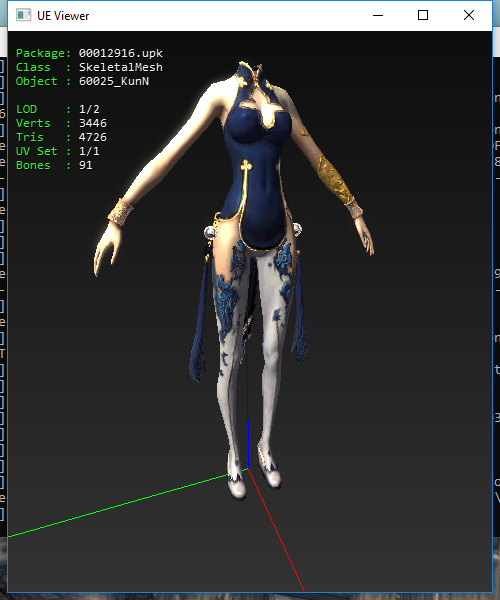 UE Viewer
Package: 00012916.upk
Class : SkeletalMesh
Object : 60025_KunN
LOD : 1/2
Verts : 3446
Tris : 4726
UV Set : 1/1
Bones : 91